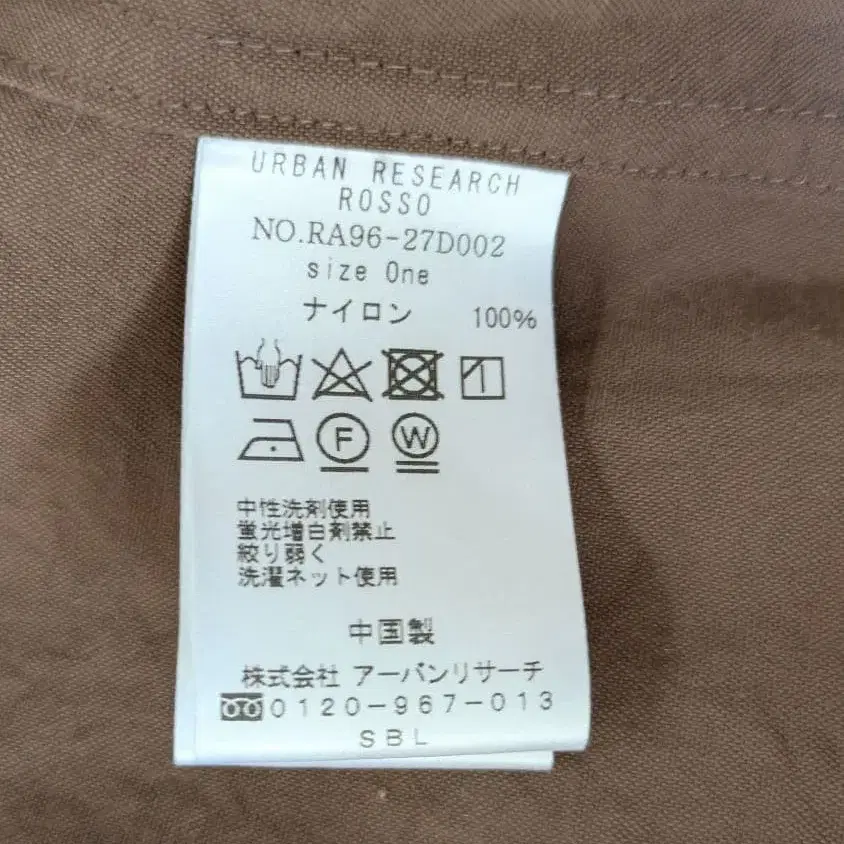 URBAN RESEARCH
ROSSO
NO.RA96-27D002
size One
ナイロン 100%
F W
中性洗剤使用
蛍光増白剤禁止
絞り弱く
洗濯ネット使用
中国製
株式会社 アーバンリサーチ
0120-967-013
SBL